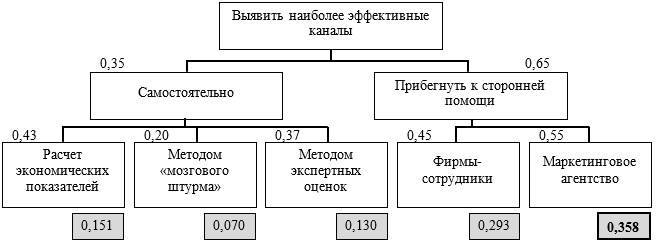 Выявить наиболее эффективные
каналы
0,35
0,65
Самостоятельно
Прибегнуть к сторонней
помощи
0,43
0,20
0,37
0,45
0,55
Расчет
экономических
показателей
Методом
«мозгового
штурма»
Методом
экспертных
оценок
Фирмы-
сотрудники
Маркетинговое
агентство
0,151
0,070
0,130
0,293
0,358